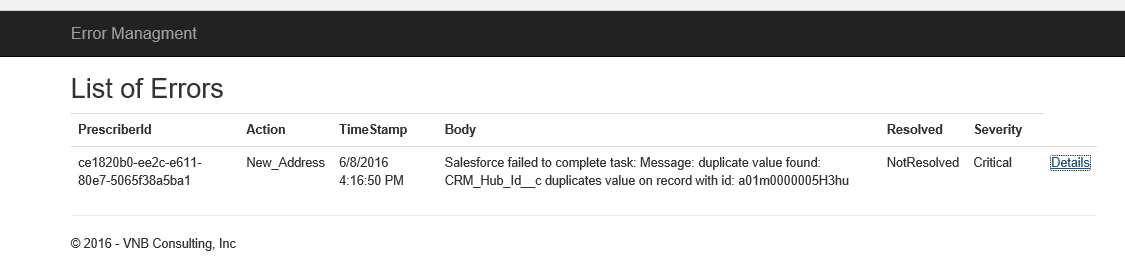 Error Managment
List of Errors
PrescriberId Action TimeStamp Body Resolved Severity
ce1820b0-ee2c-e611- New_Address 6/8/2016 Salesforce failed to complete task: Message: duplicate value found: NotResolved Critical Details
80e7-5065f38a5ba1 4:16:50 PM CRM_Hub_Id__c duplicates value on record with id: a01m0000005H3hu
© 2016 - VNB Consulting, Inc